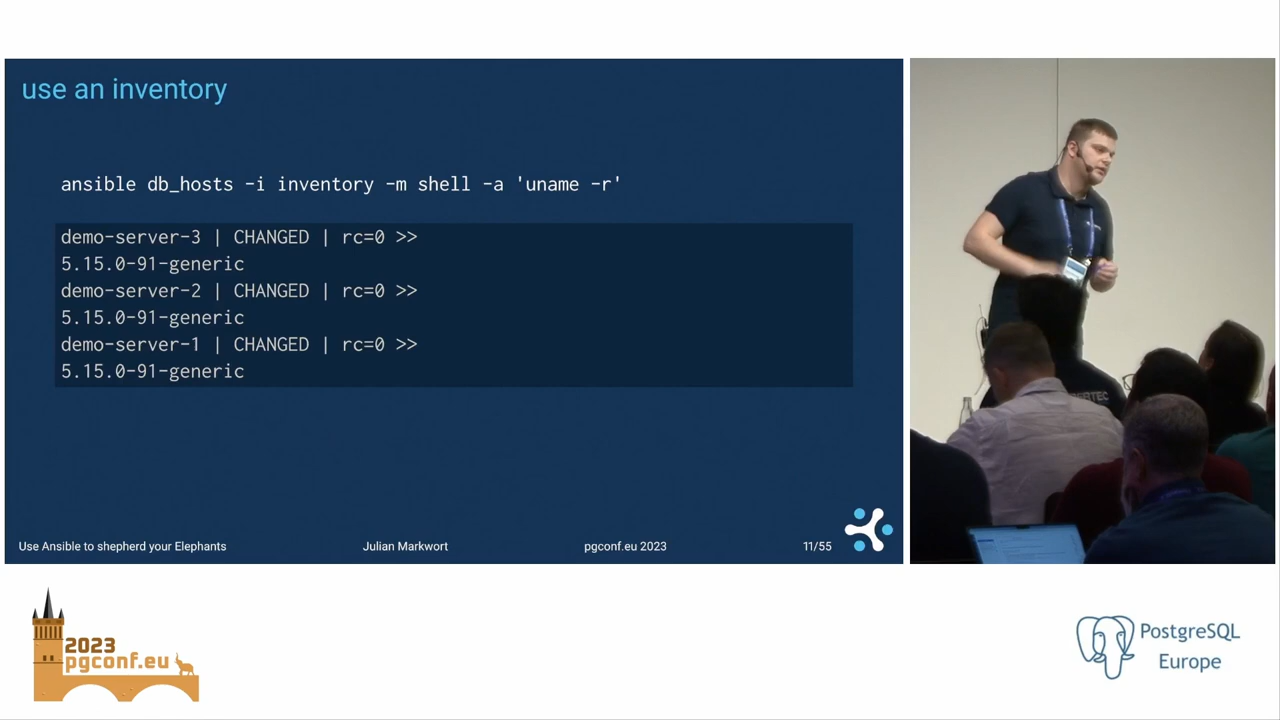 use an inventory
ansible db_hosts -i inventory -m shell -a 'uname -r'
demo-server-3 | CHANGED | rc=0 >>
5.15.0-91-generic
demo-server-2 | CHANGED | rc=0 >>
5.15.0-91-generic
demo-server-1 | CHANGED | rc=0 >>
5.15.0-91-generic
Use Ansible to shepherd your Elephants
Julian Markwort
pgconf.eu 2023
11/55
2023
pgconf.eu
PostgreSQL
Europe